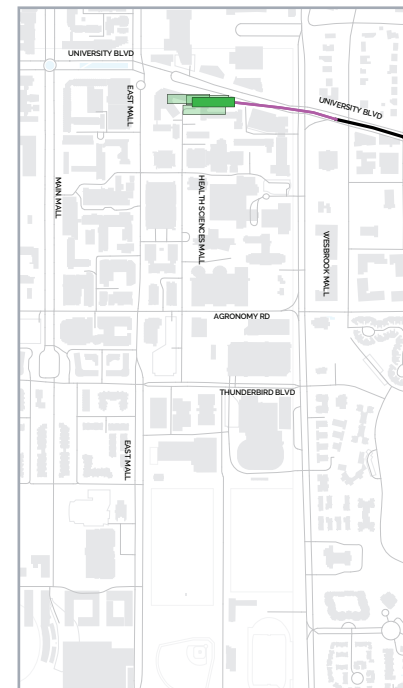 UNIVERSITY BLVD
UNIVERSITY BLVD
EAST MALL
MAIN MALL
HEALTH SCIENCES MALL
WESBROOK MALL
AGRONOMY RD
THUNDERBIRD BLVD
EAST MALL